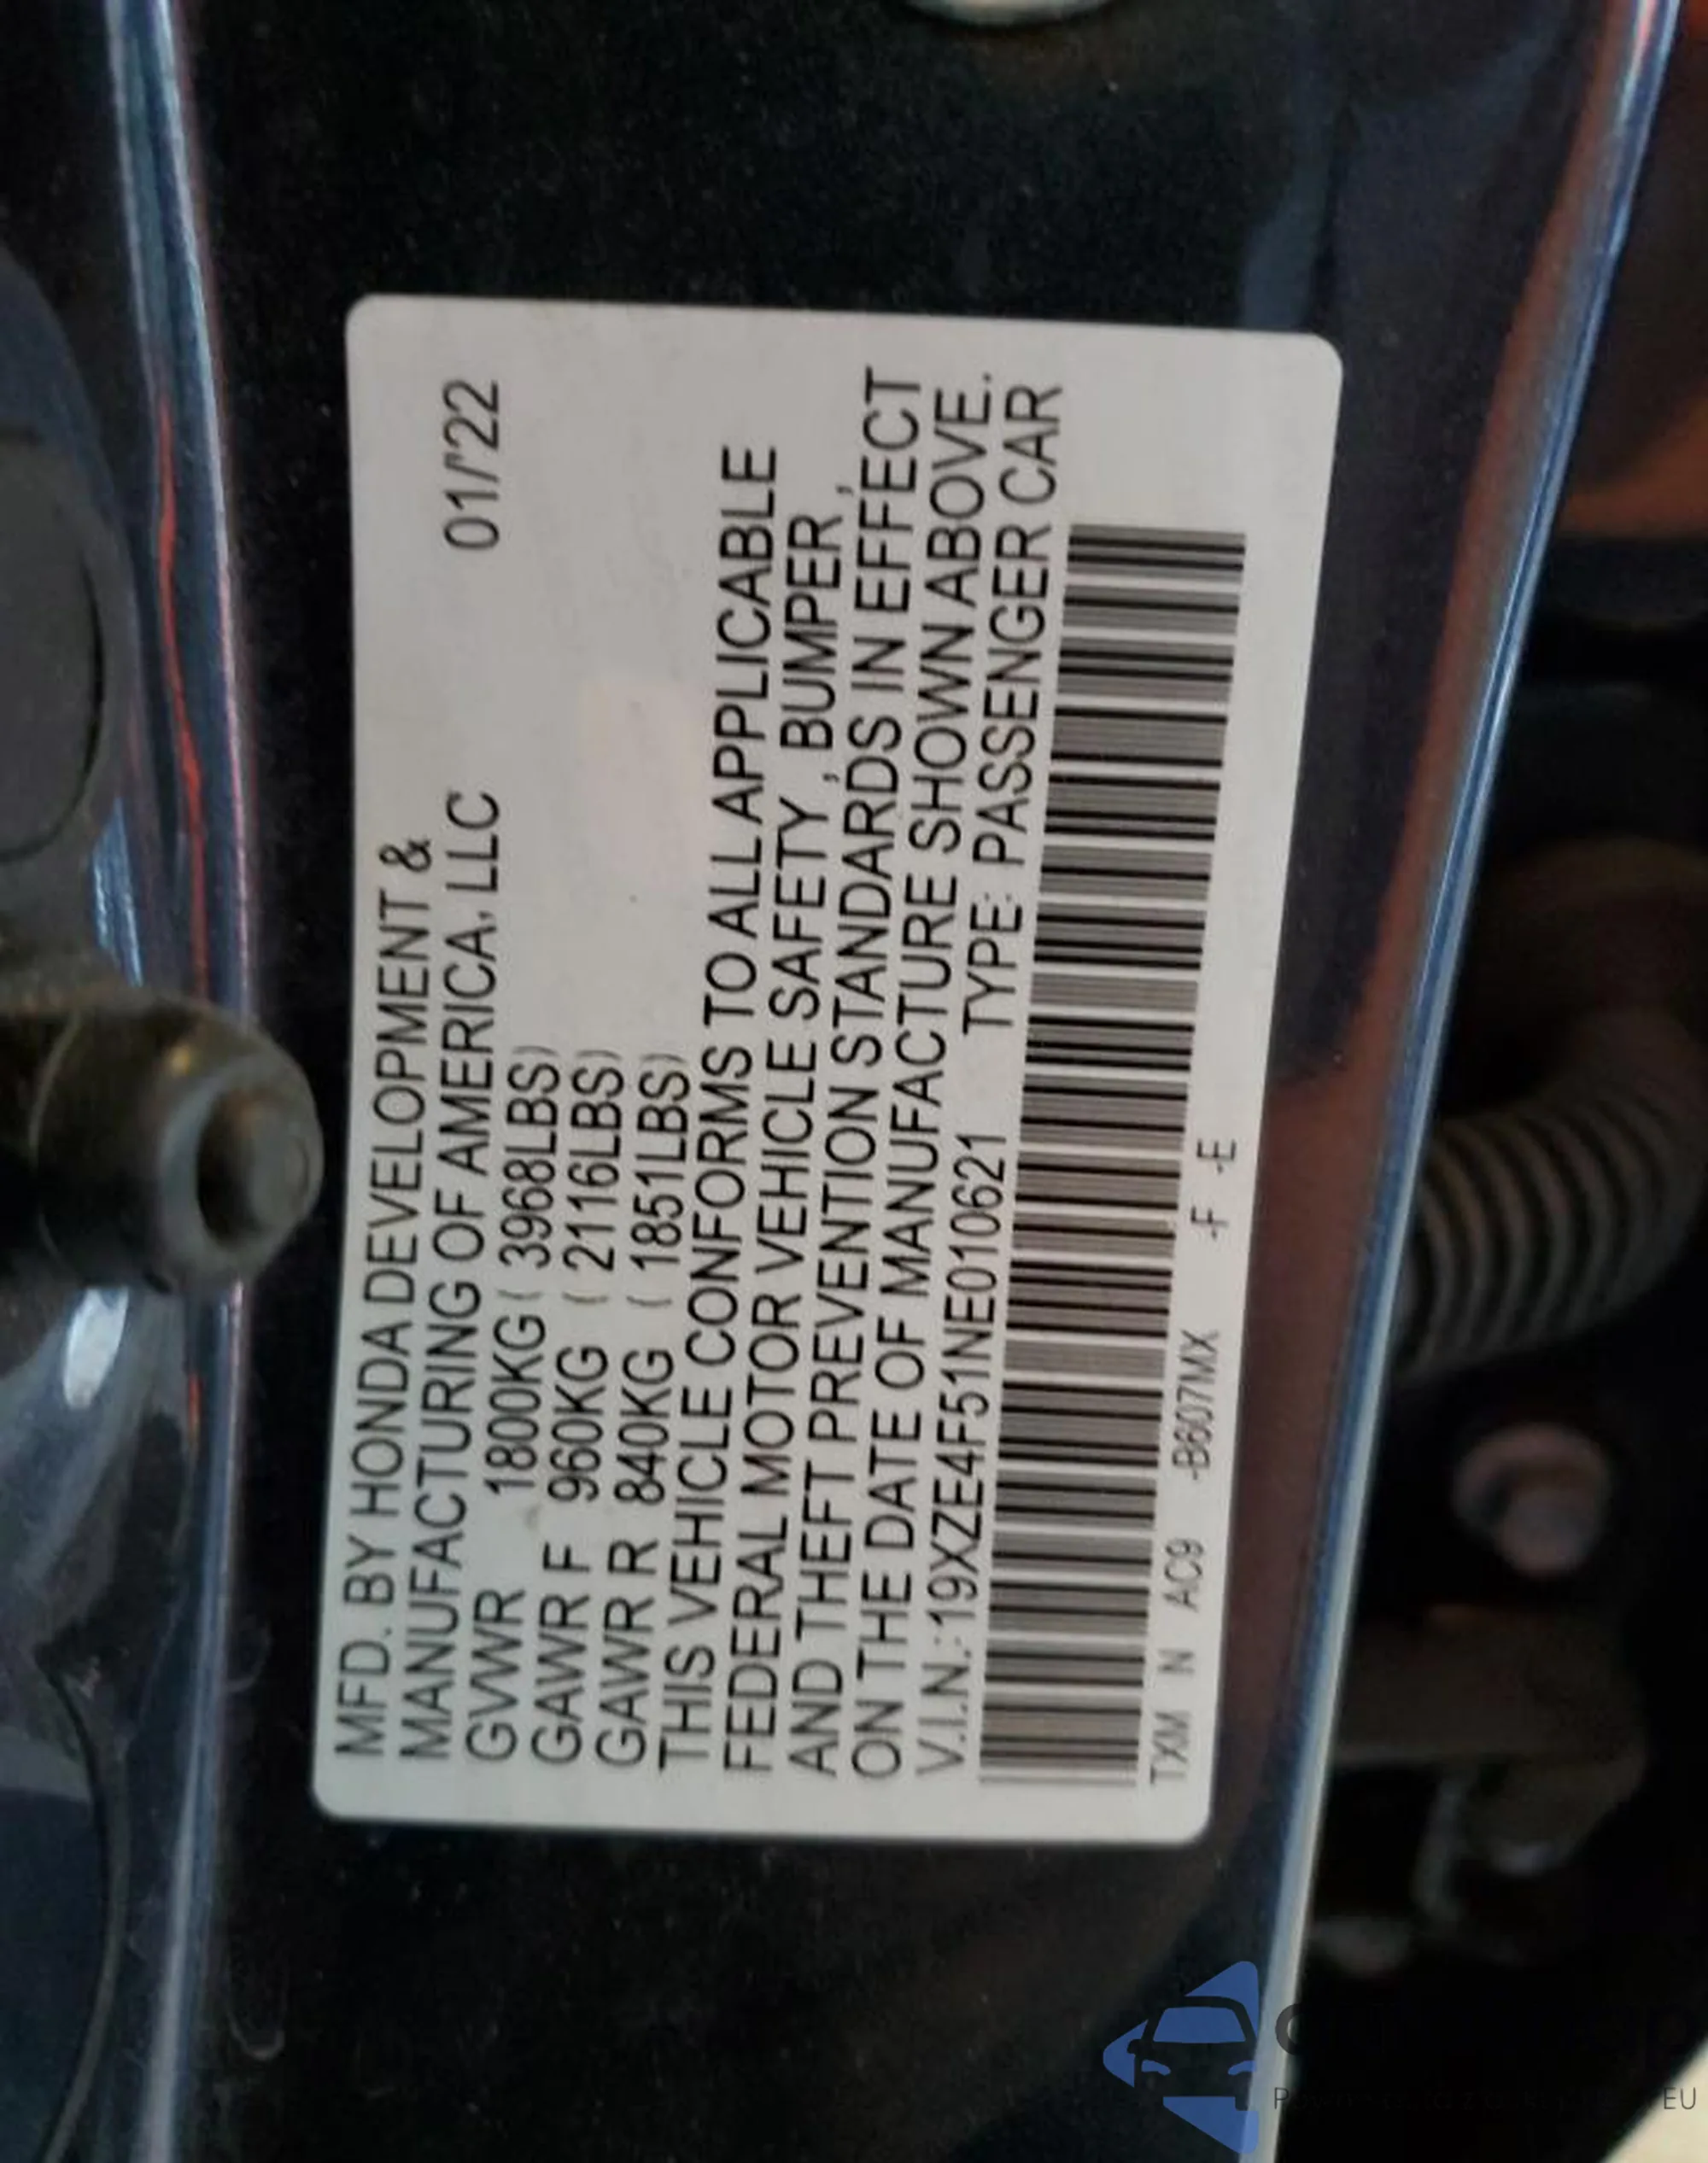 MFD. BY HONDA DEVELOPMENT &
MANUFACTURING OF AMERICA, LLC 01/'22
GVWR 1800KG ( 3968LBS)
GAWR F 960KG ( 2116LBS)
GAWR R 840KG ( 1851LBS)
THIS VEHICLE CONFORMS TO ALL APPLICABLE
FEDERAL MOTOR VEHICLE SAFETY , BUMPER ,
AND THEFT PREVENTION STANDARDS IN EFFECT
ON THE DATE OF MANUFACTURE SHOWN ABOVE.
V.I.N.:19XZE4F51NE010621 TYPE: PASSENGER CAR
TXM N AC9 -B607MX -F -E
EU